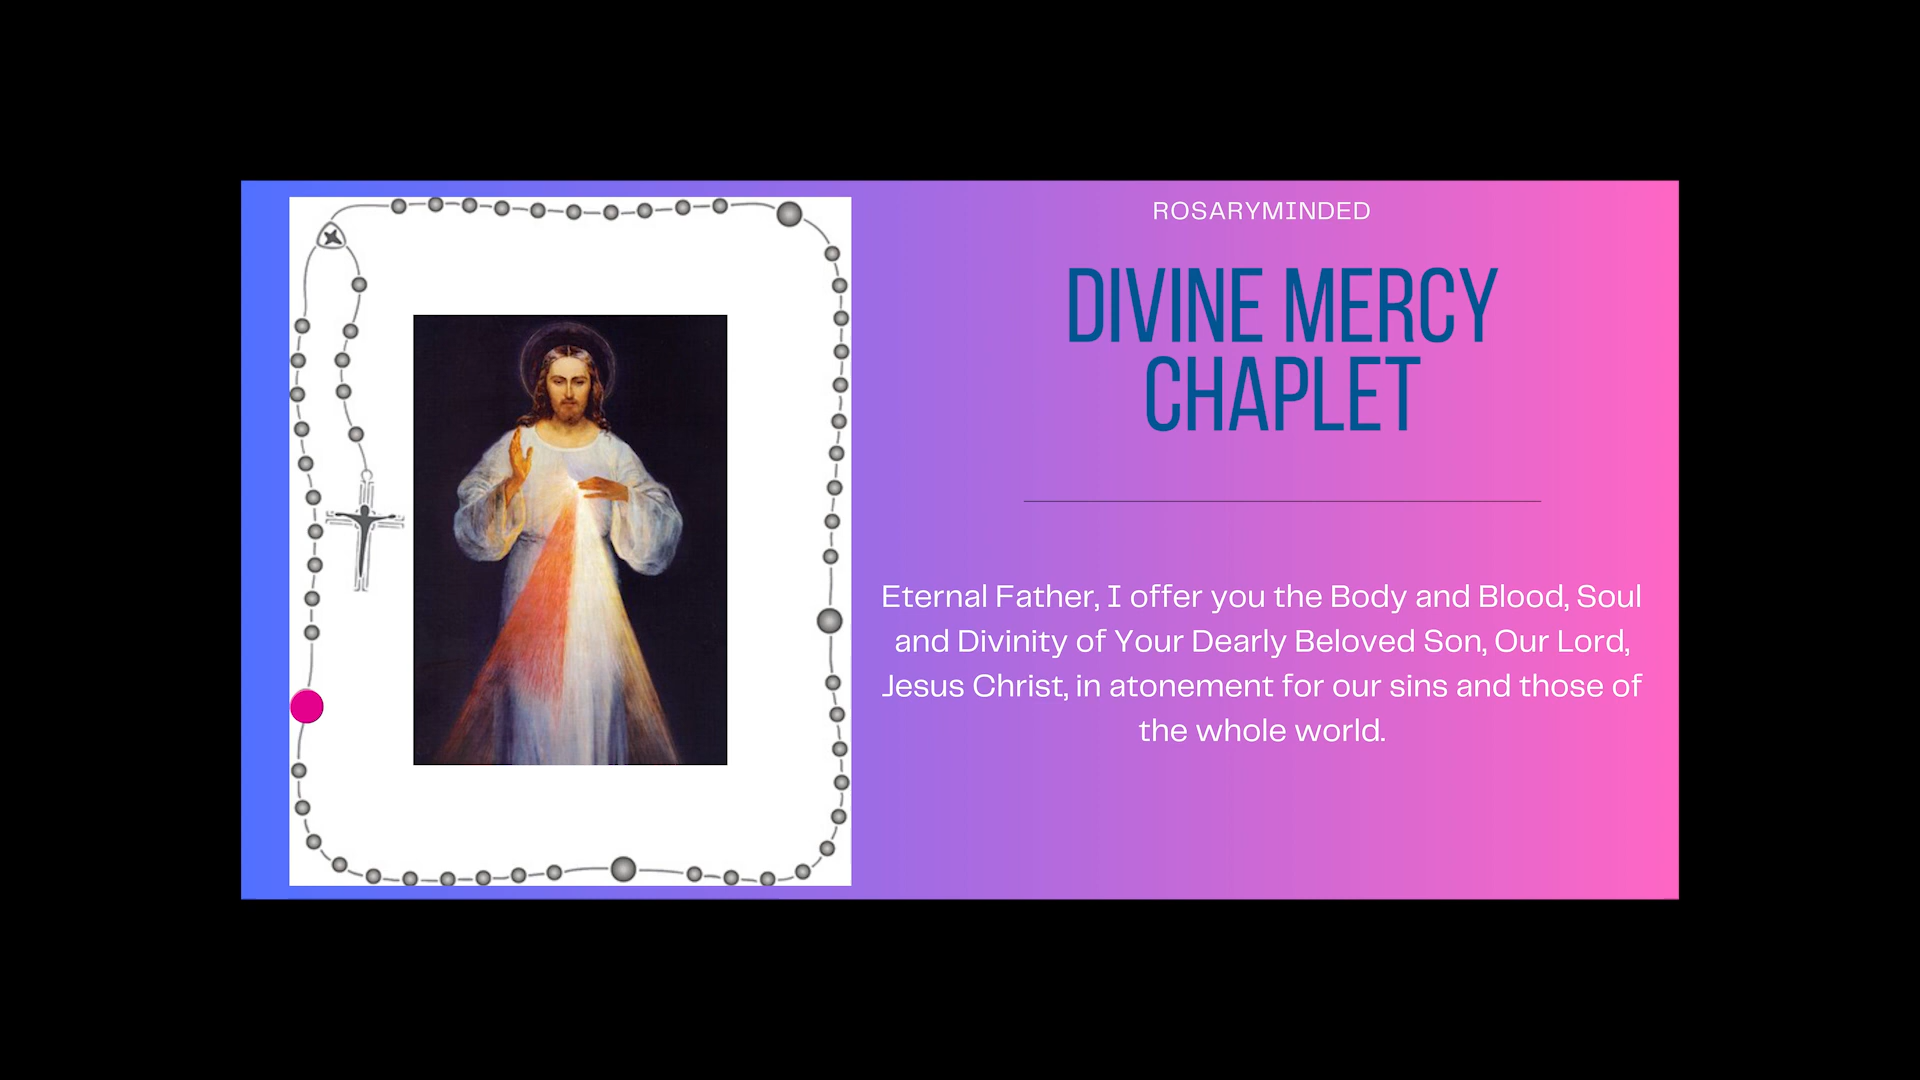 ROSARYMINDED
DIVINE MERCY
CHAPLET
Eternal Father, I offer you the Body and Blood, Soul
and Divinity of Your Dearly Beloved Son, Our Lord,
Jesus Christ, in atonement for our sins and those of
the whole world.